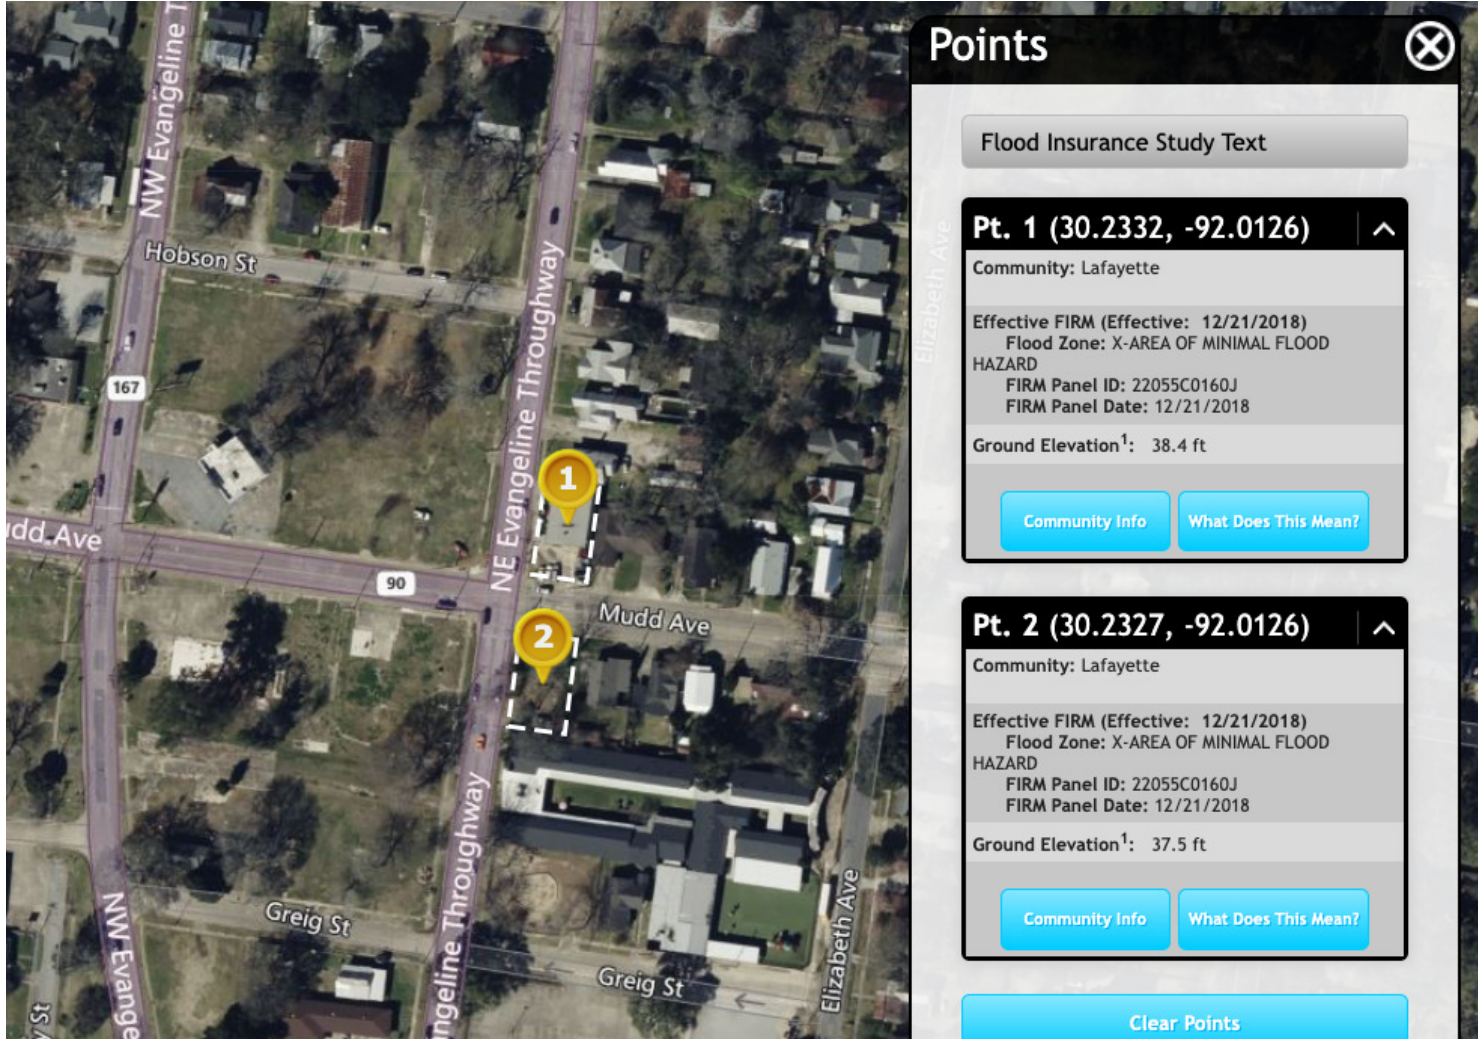 NW Evangeline T
Hobson St
167
NE Evangeline Throughway
1
Mudd Ave
90
2
Mudd Ave
NW Evange
Greig St
Greig St
Elizabeth Ave
Elizabeth Ave
Points
Flood Insurance Study Text
Pt. 1 (30.2332, -92.0126)
Community: Lafayette
Effective FIRM (Effective: 12/21/2018)
Flood Zone: X-AREA OF MINIMAL FLOOD
HAZARD
FIRM Panel ID: 22055C0160J
FIRM Panel Date: 12/21/2018
Ground Elevation¹: 38.4 ft
Community Info
What Does This Mean?
Pt. 2 (30.2327, -92.0126)
Community: Lafayette
Effective FIRM (Effective: 12/21/2018)
Flood Zone: X-AREA OF MINIMAL FLOOD
HAZARD
FIRM Panel ID: 22055C0160J
FIRM Panel Date: 12/21/2018
Ground Elevation¹: 37.5 ft
Community Info
What Does This Mean?
Clear Points